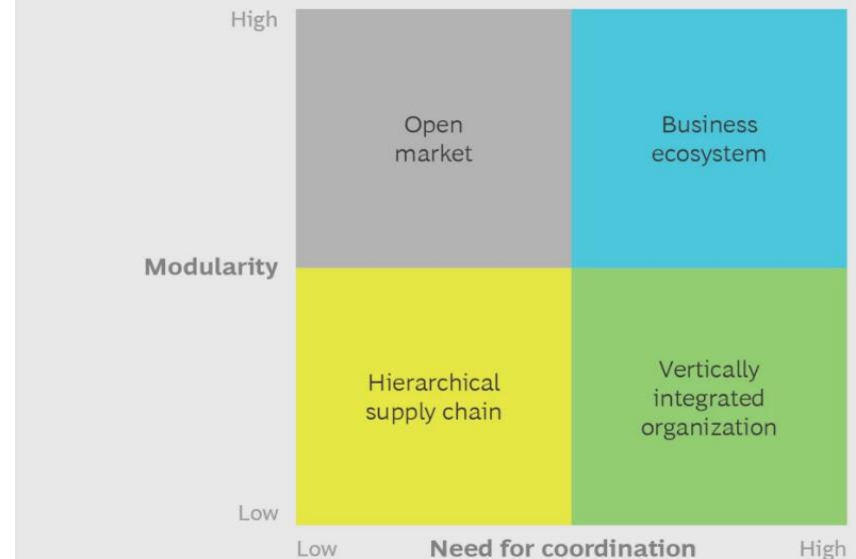 High
Open
market
Business
ecosystem
Modularity
Hierarchical
supply chain
Vertically
integrated
organization
Low
Low
Need for coordination
High